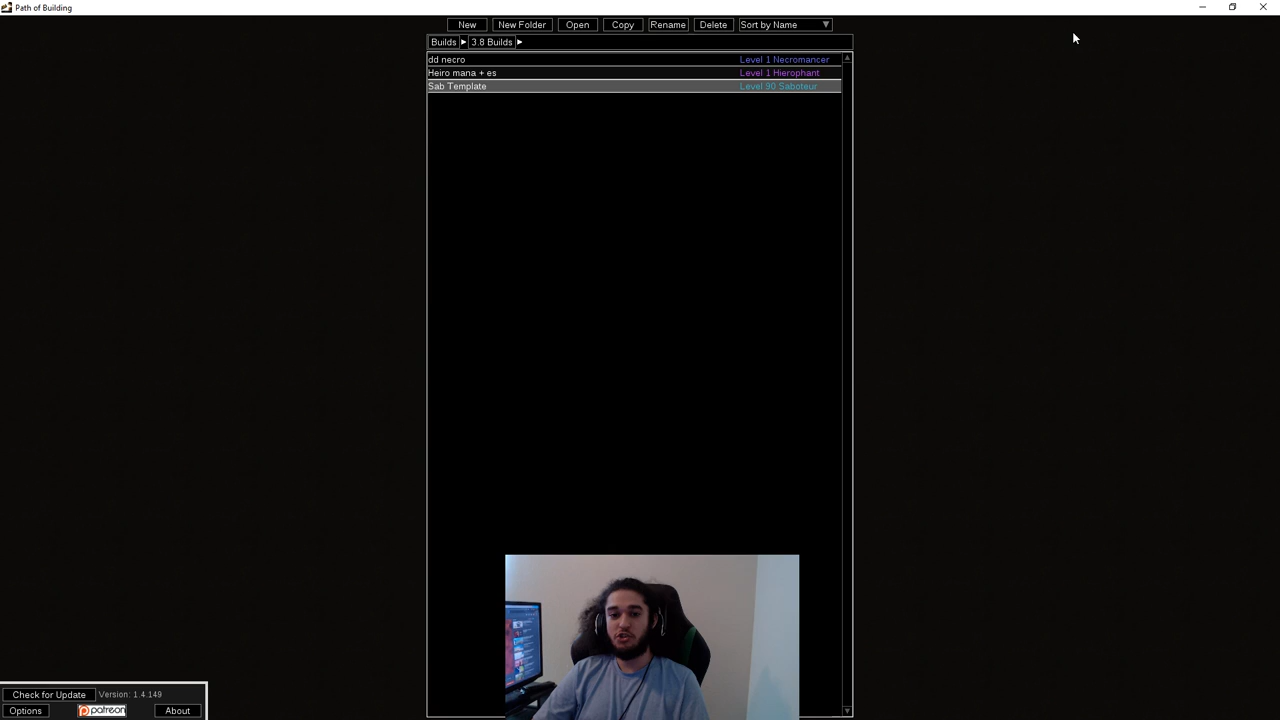 Path of Building
New New Folder Open Copy Rename Delete Sort by Name
Builds 3.8 Builds
dd necro Level 1 Necromancer
Heiro mana + es Level 1 Hierophant
Sab Template Level 90 Saboteur
Check for Update Version: 1.4.149
Options patreon About